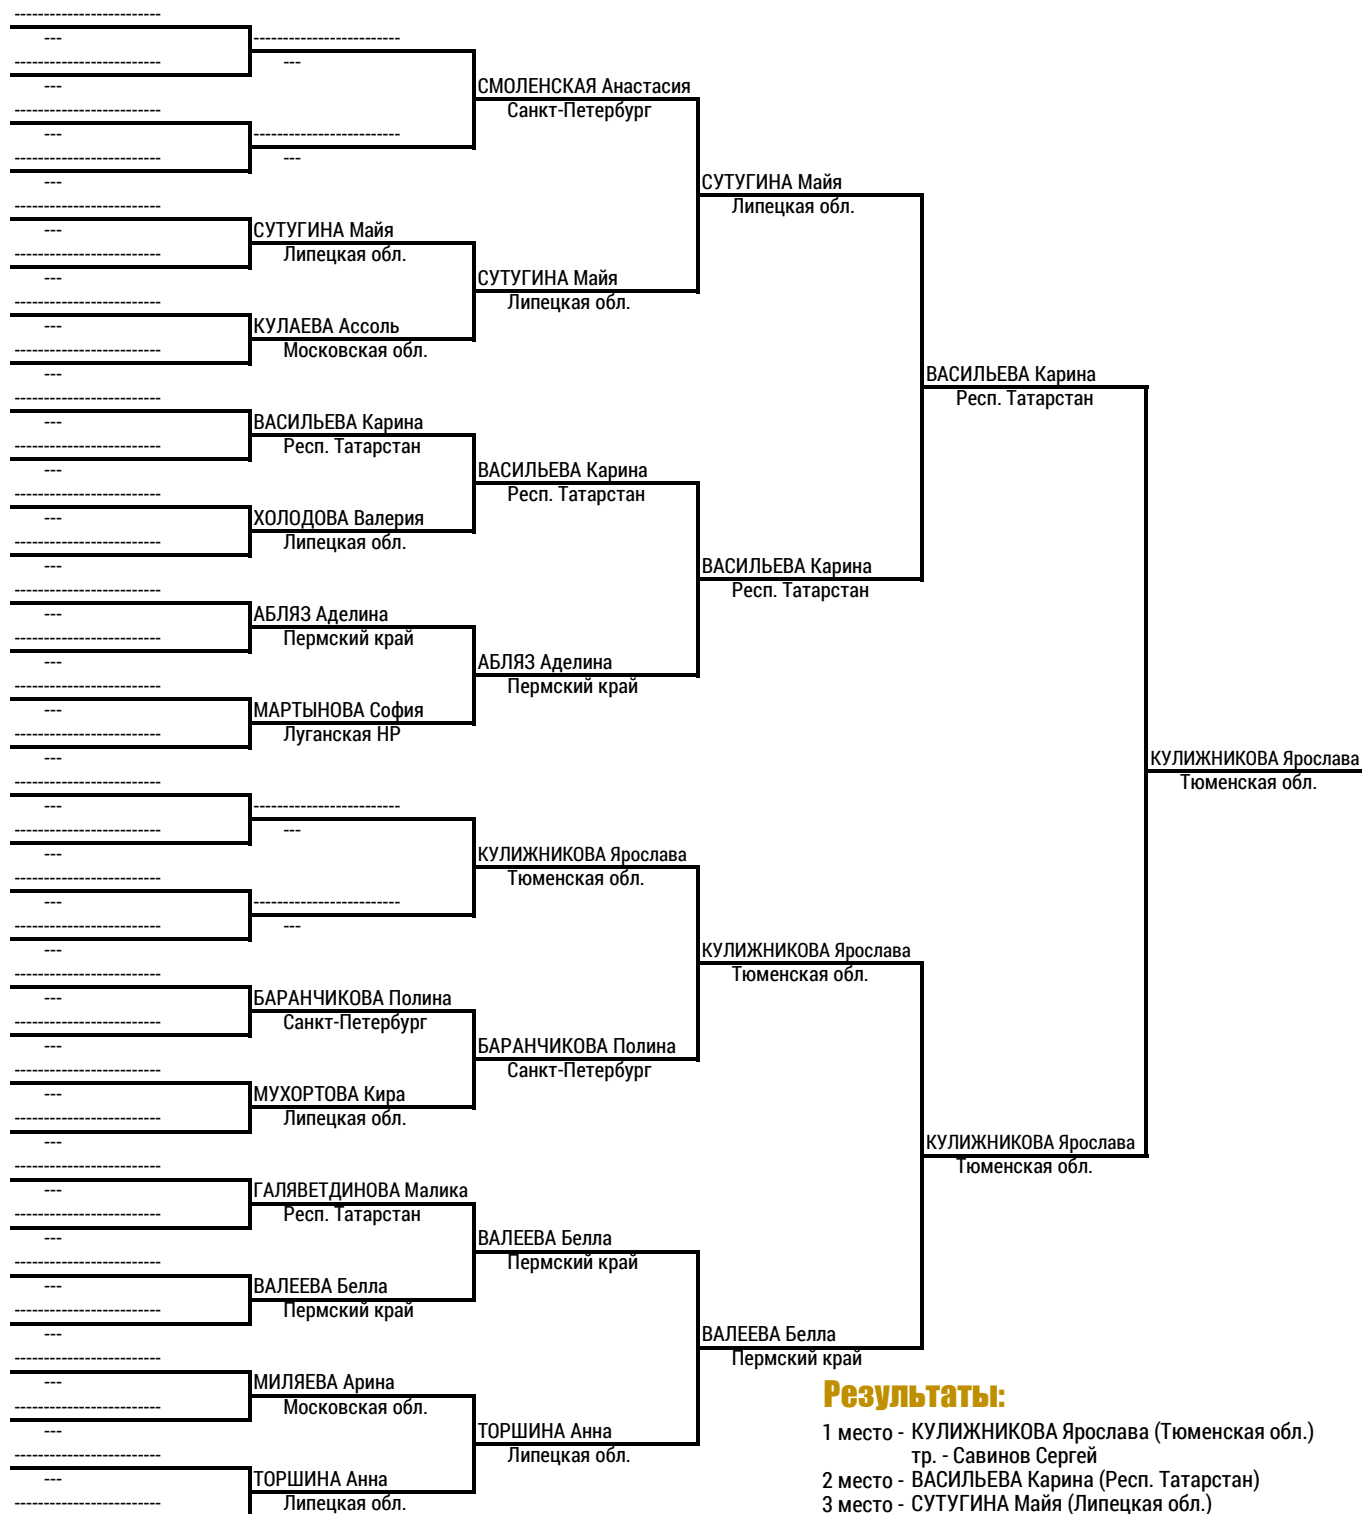 -------------------------
---
-------------------------
---
-------------------------
---
-------------------------
---
-------------------------
---
-------------------------
---
-------------------------
---
-------------------------
---
-------------------------
---
-------------------------
---
-------------------------
---
-------------------------
---
-------------------------
---
-------------------------
---
-------------------------
---
-------------------------
---
-------------------------
---
-------------------------
---
-------------------------
---
-------------------------
---
-------------------------
---
-------------------------
---
-------------------------
---
-------------------------
---
-------------------------
---
-------------------------
---
-------------------------
---
-------------------------
---
-------------------------
---
-------------------------
---
-------------------------
---
-------------------------
---
СУТУГИНА Майя
Липецкая обл.
КУЛАЕВА Ассоль
Московская обл.
ВАСИЛЬЕВА Карина
Респ. Татарстан
ХОЛОДОВА Валерия
Липецкая обл.
АБЛЯЗ Аделина
Пермский край
МАРТЫНОВА София
Луганская НР
-------------------------
---
-------------------------
---
БАРАНЧИКОВА Полина
Санкт-Петербург
МУХОРТОВА Кира
Липецкая обл.
ГАЛЯВЕТДИНОВА Малика
Респ. Татарстан
ВАЛЕЕВА Белла
Пермский край
МИЛЯЕВА Арина
Московская обл.
ТОРШИНА Анна
Липецкая обл.
СМОЛЕНСКАЯ Анастасия
Санкт-Петербург
СУТУГИНА Майя
Липецкая обл.
ВАСИЛЬЕВА Карина
Респ. Татарстан
АБЛЯЗ Аделина
Пермский край
КУЛИЖНИКОВА Ярослава
Тюменская обл.
БАРАНЧИКОВА Полина
Санкт-Петербург
ВАЛЕЕВА Белла
Пермский край
ТОРШИНА Анна
Липецкая обл.
СУТУГИНА Майя
Липецкая обл.
ВАСИЛЬЕВА Карина
Респ. Татарстан
КУЛИЖНИКОВА Ярослава
Тюменская обл.
ВАЛЕЕВА Белла
Пермский край
ВАСИЛЬЕВА Карина
Респ. Татарстан
КУЛИЖНИКОВА Ярослава
Тюменская обл.
КУЛИЖНИКОВА Ярослава
Тюменская обл.
Результаты:
1 место - КУЛИЖНИКОВА Ярослава (Тюменская обл.)
тр. - Савинов Сергей
2 место - ВАСИЛЬЕВА Карина (Респ. Татарстан)
3 место - СУТУГИНА Майя (Липецкая обл.)